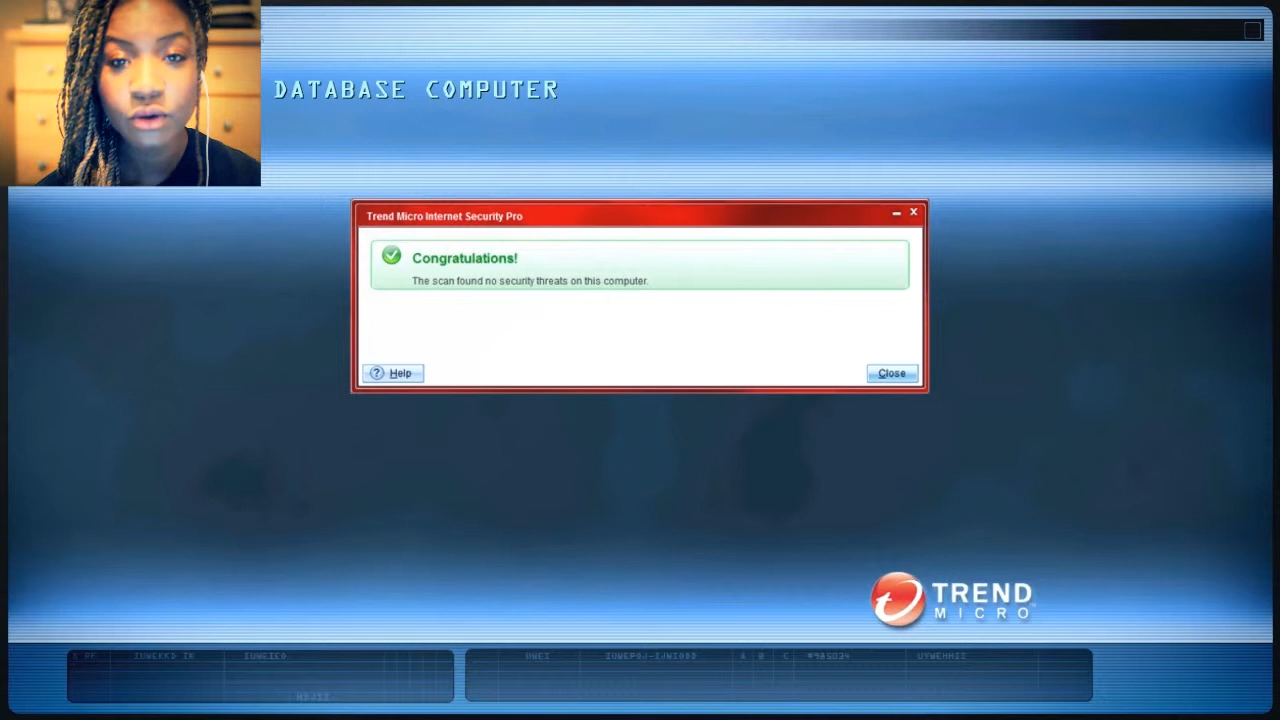 DATABASE COMPUTER
Trend Micro Internet Security Pro
Congratulations!
The scan found no security threats on this computer.
? Help
Close
TREND
MICRO
A B C